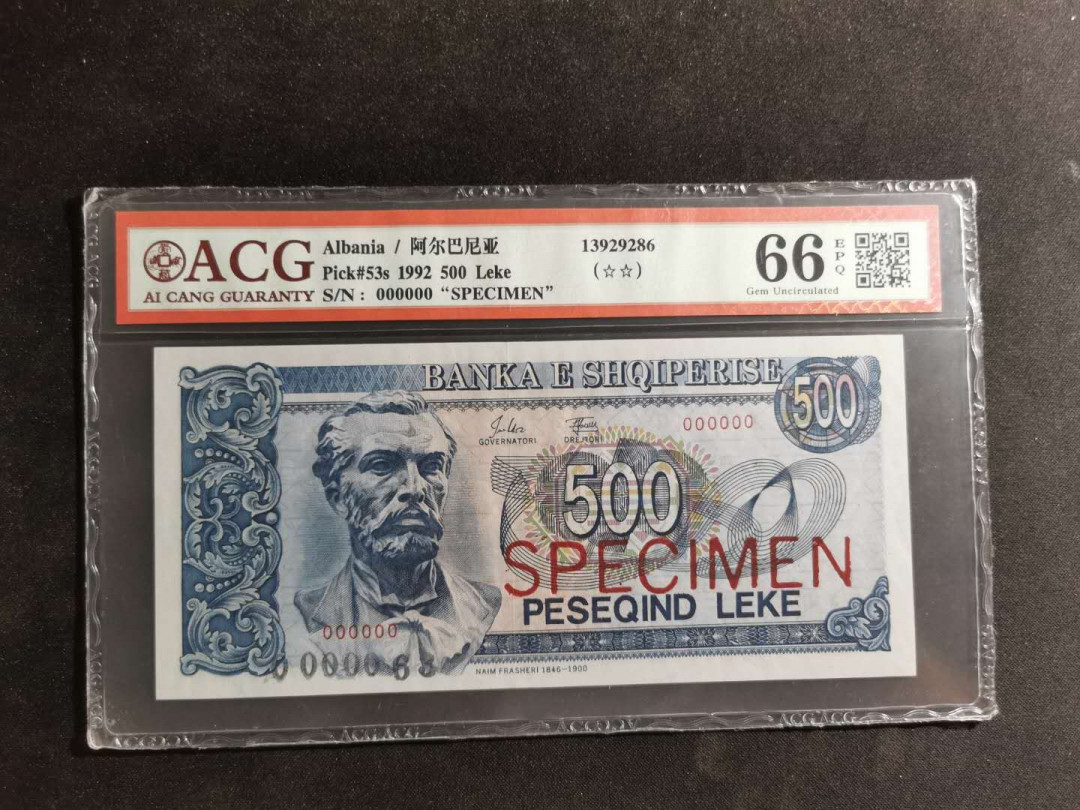 ACG
AI CANG GUARANTY
Albania / 阿尔巴尼亚
Pick#53s 1992 500 Leke
S/N : 000000 “SPECIMEN”
13929286
(☆☆)
66
EPQ
Gem Uncirculated
BANKA E SHQIPERISE
500
GOVERNATORI
DREJTORI
000000
500
SPECIMEN
PESEQIND LEKE
000000
NAIM FRASHERI 1846-1900